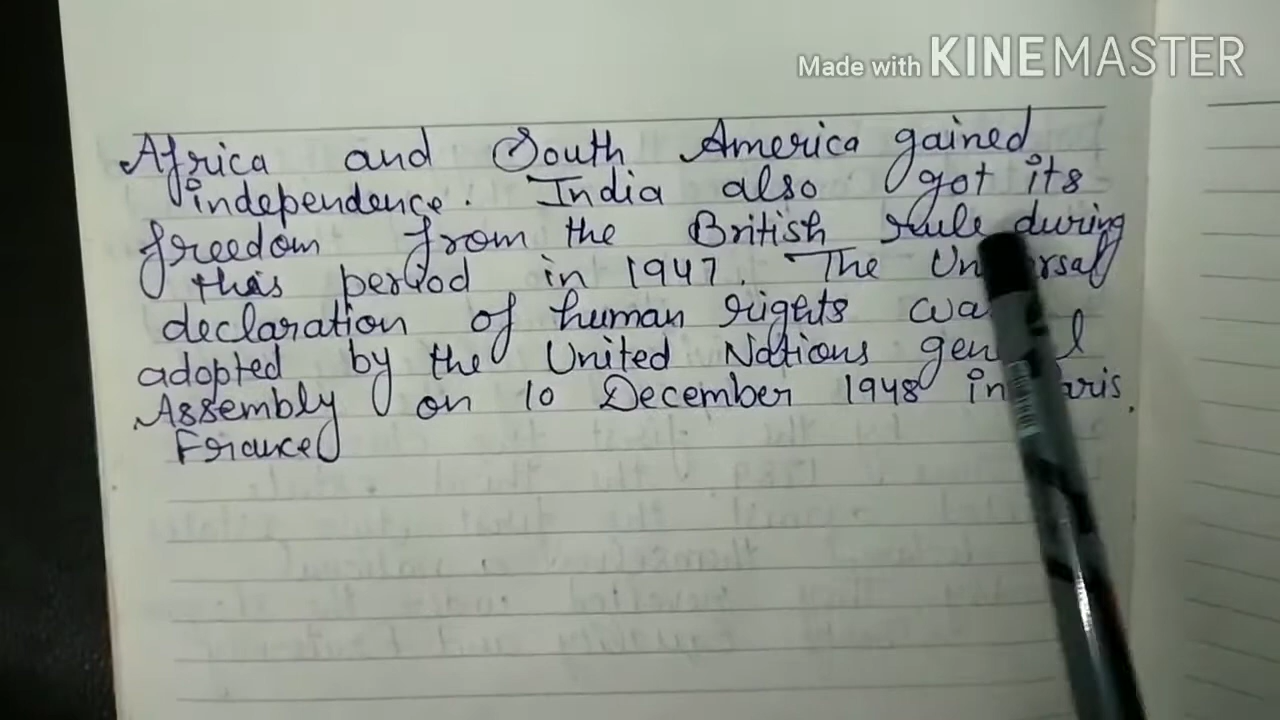 Made with KINEMASTER
Africa and South America gained
independence. India also got its
freedom from the British rule during
this period in 1947. The
declaration of human rights
adopted by the United Nations
Assembly on 10 December 1948 in
France